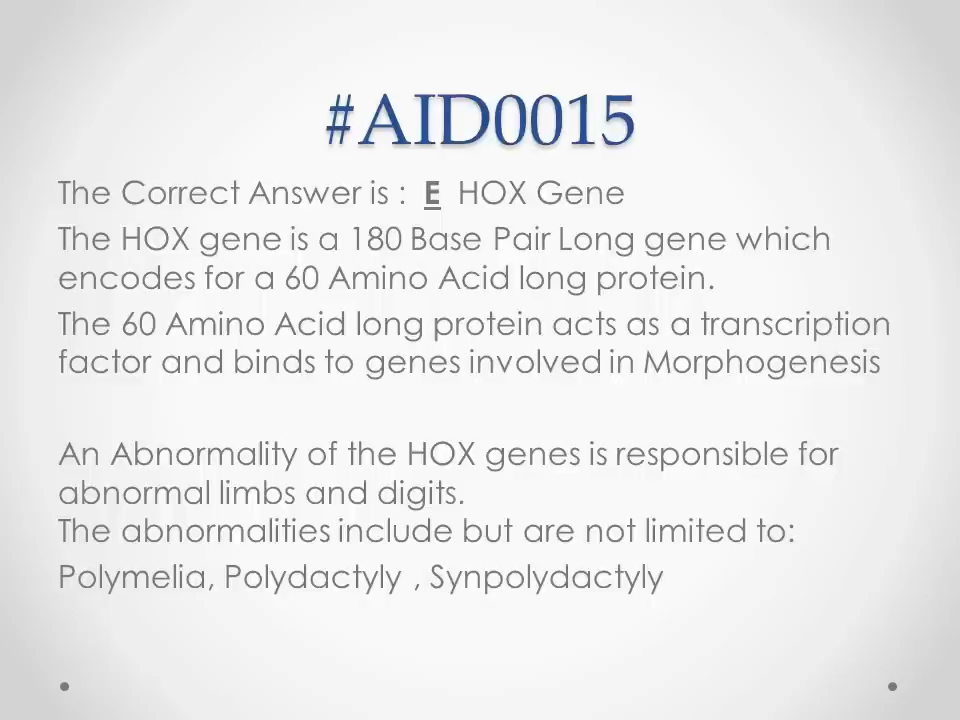 #AID0015
The Correct Answer is : E HOX Gene
The HOX gene is a 180 Base Pair Long gene which
encodes for a 60 Amino Acid long protein.
The 60 Amino Acid long protein acts as a transcription
factor and binds to genes involved in Morphogenesis
An Abnormality of the HOX genes is responsible for
abnormal limbs and digits.
The abnormalities include but are not limited to:
Polymelia, Polydactyly , Synpolydactyly